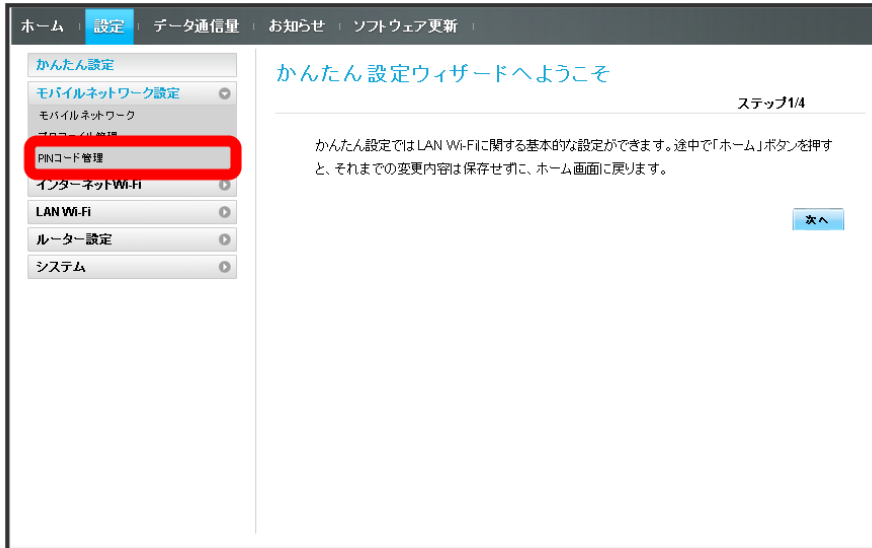 ホーム 設定 データ通信量 お知らせ ソフトウェア更新
かんたん設定
モバイルネットワーク設定
モバイルネットワーク
プロファイル管理
PINコード管理
インターネットWi-Fi
LAN Wi-Fi
ルーター設定
システム
かんたん設定ウィザードへようこそ
ステップ1/4
かんたん設定ではLAN Wi-Fiに関する基本的な設定ができます。途中で「ホーム」ボタンを押す
と、それまでの変更内容は保存せずに、ホーム画面に戻ります。
次へ